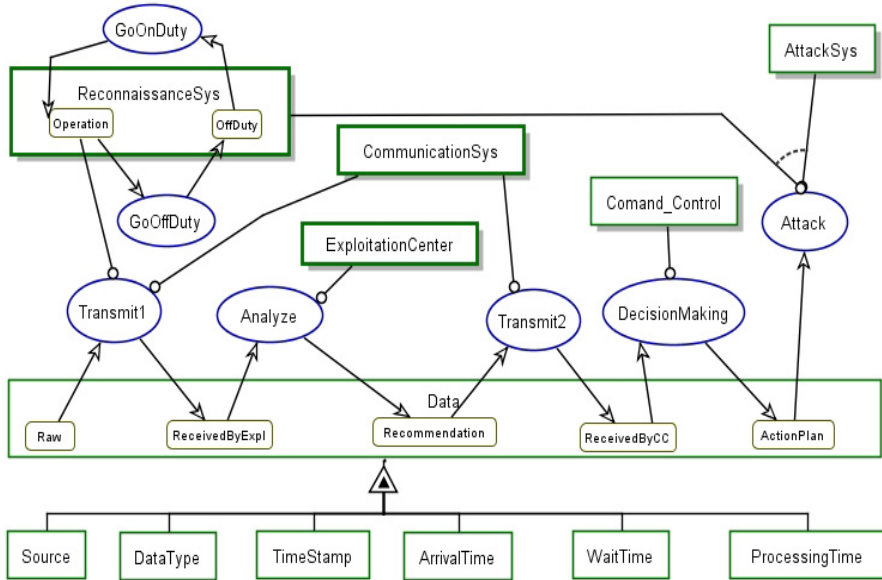 GoOnDuty
AttackSys
ReconnaissanceSys
Operation
OffDuty
CommunicationSys
Comand_Control
GoOffDuty
Attack
ExploitationCenter
Transmit1
Analyze
Transmit2
DecisionMaking
Data
Raw
ReceivedByExpl
Recommendation
ReceivedByCC
ActionPlan
Source
DataType
TimeStamp
ArrivalTime
WaitTime
ProcessingTime